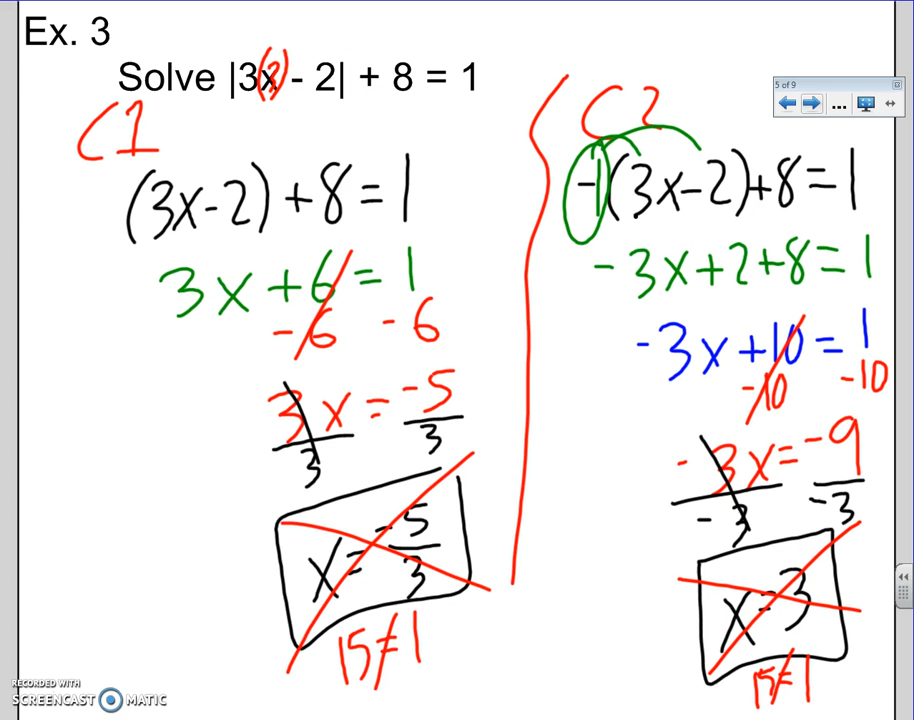 Ex. 3
Solve |3x - 2| + 8 = 1
(3)
C1
(3x-2)+8=1
3x+6=1
-6 -6
3x = -5
3 3
x = -5/3
15≠1
C2
-1(3x-2)+8=1
-3x+2+8=1
-3x+10=1
-10 -10
-3x=-9
-3 -3
x=3
15≠1
5 of 9
...
RECORDED WITH
SCREENCAST MATIC